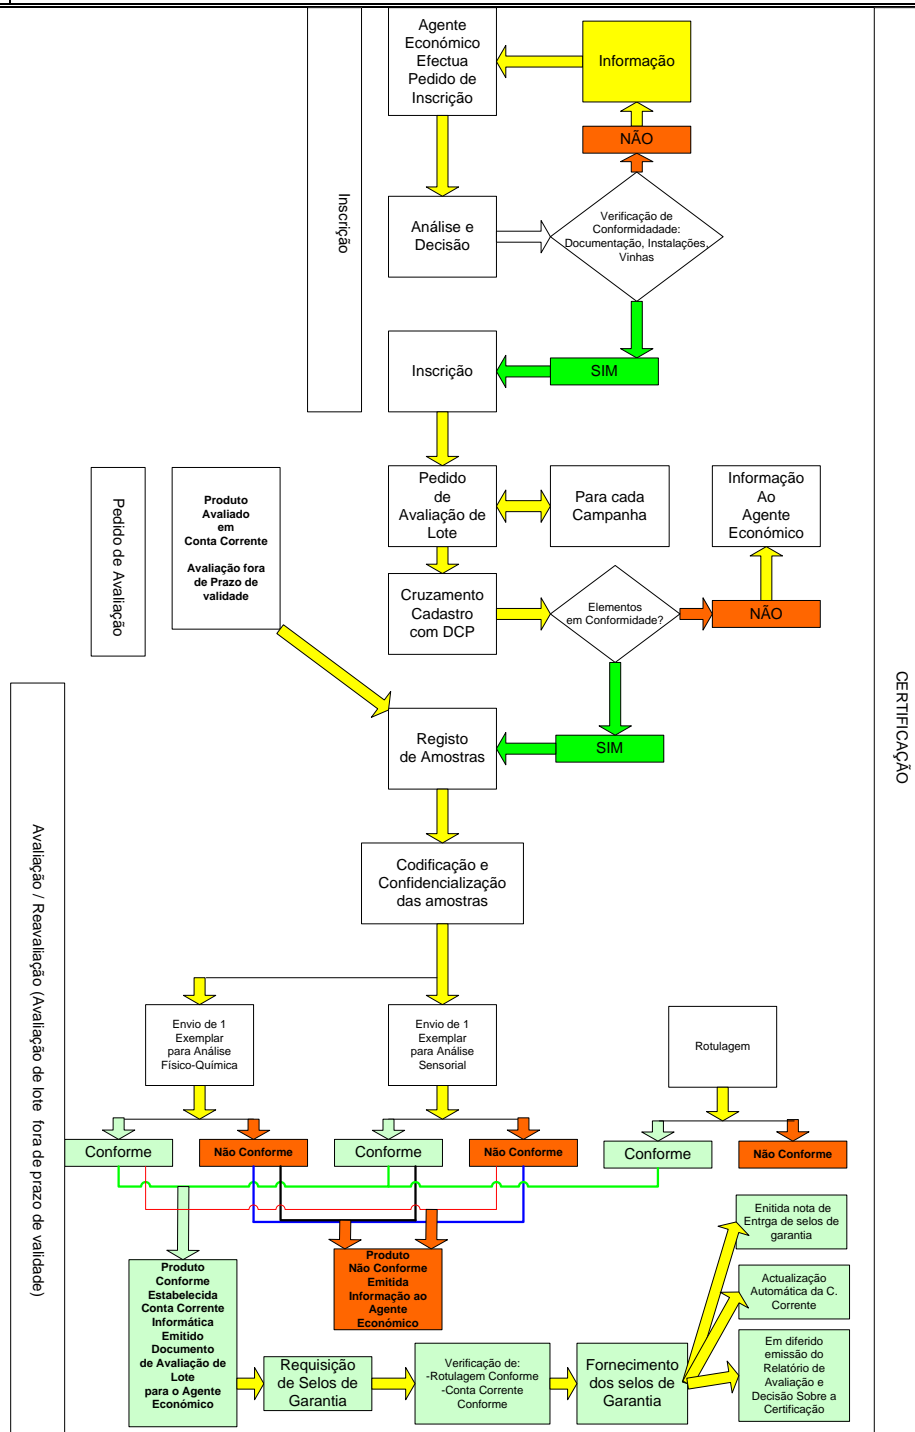 Agente
Económico
Efectua
Pedido de
Inscrição
Informação
NÃO
Inscrição
Análise e
Decisão
Verificação de
Conformidadade:
Documentação, Instalações,
Vinhas
Inscrição
SIM
Pedido de Avaliação
Produto
Avaliado
em
Conta Corrente
Avaliação fora
de Prazo de
validade
Pedido
de
Avaliação de
Lote
Para cada
Campanha
Informação
Ao
Agente
Económico
Cruzamento
Cadastro
com DCP
Elementos
em Conformidade?
NÃO
CERTIFICAÇÃO
Registo
de Amostras
SIM
Avaliação / Reavaliação (Avaliação de lote fora de prazo de validade)
Codificação e
Confidencialização
das amostras
Envio de 1
Exemplar
para Análise
Físico-Química
Envio de 1
Exemplar
para Análise
Sensorial
Rotulagem
Conforme
Não Conforme
Conforme
Não Conforme
Conforme
Não Conforme
Produto
Conforme
Estabelecida
Conta Corrente
Informática
Emitido
Documento
de Avaliação de
Lote
para o Agente
Económico
Produto
Não Conforme
Emitida
Informação ao
Agente
Económico
Requisição
de Selos de
Garantia
Verificação de:
-Rotulagem Conforme
-Conta Corrente
Conforme
Fornecimento
dos selos de
Garantia
Enitida nota de
Entrga de selos de
garantia
Actualização
Automática da C.
Corrente
Em diferido
emissão do
Relatório de
Avaliação e
Decisão Sobre a
Certificação